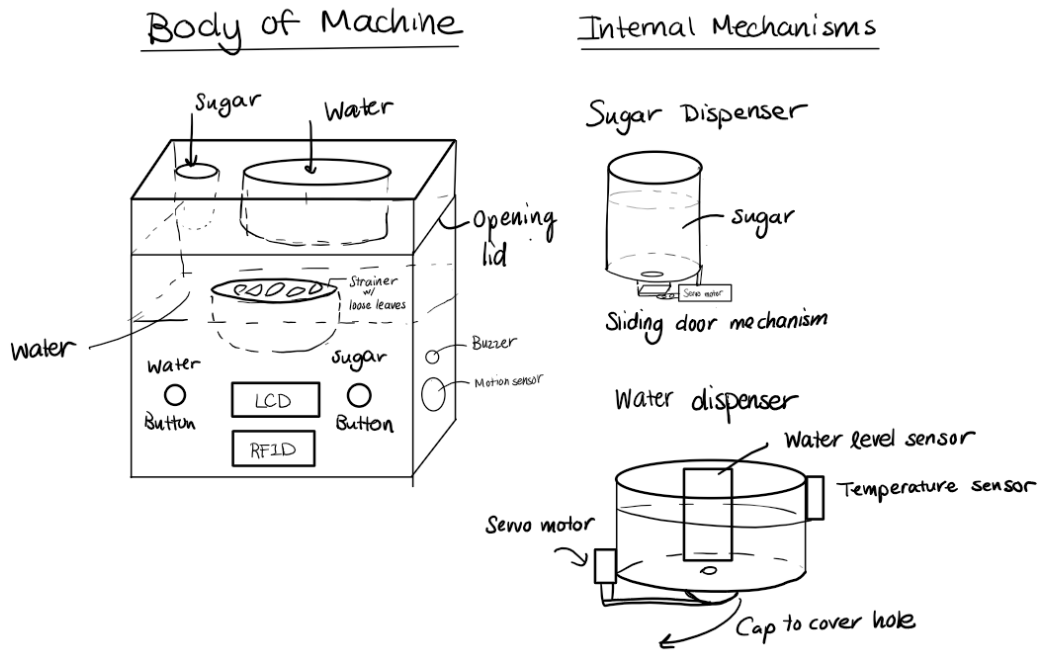 Body of Machine
Sugar
Water
Opening
lid
Strainer
w/
loose leaves
Water
Buzzer
Motion sensor
Water
Button
LCD
RFID
Sugar
Button
Internal Mechanisms
Sugar Dispenser
Sugar
Servo motor
Sliding door mechanism
Water dispenser
Water level sensor
Temperature sensor
Servo motor
Cap to cover hole